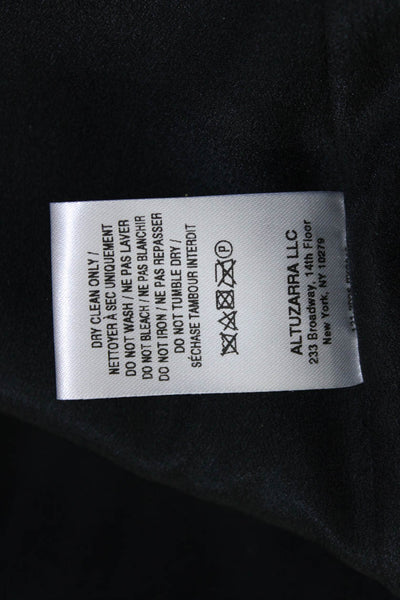 DRY CLEAN ONLY /
NETTOYER À SEC UNIQUEMENT
DO NOT WASH / NE PAS LAVER
DO NOT BLEACH / NE PAS BLANCHIR
DO NOT IRON / NE PAS REPASSER
DO NOT TUMBLE DRY /
SÉCHASE TAMBOUR INTERDIT
P
ALTUZARRA LLC
233 Broadway, 14th Floor
New York, NY 10279